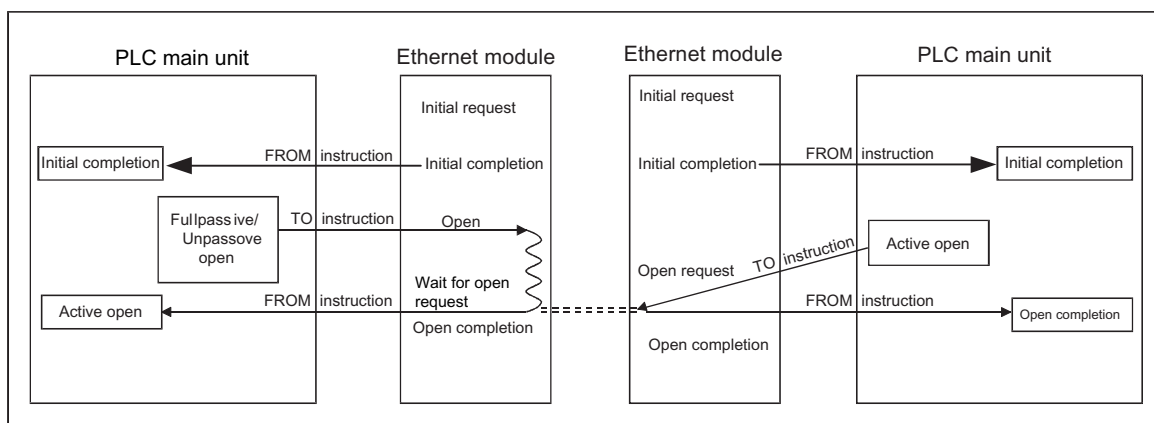 PLC main unit
Ethernet module
Ethernet module
PLC main unit
Initial request
Initial request
Initial completion
FROM instruction
Initial completion
Initial completion
FROM instruction
Initial completion
Fullpassive/
Unpassove
open
TO instruction
Open
TO instruction
Active open
Open request
Wait for open
request
Active open
FROM instruction
Open completion
FROM instruction
Open completion
Open completion